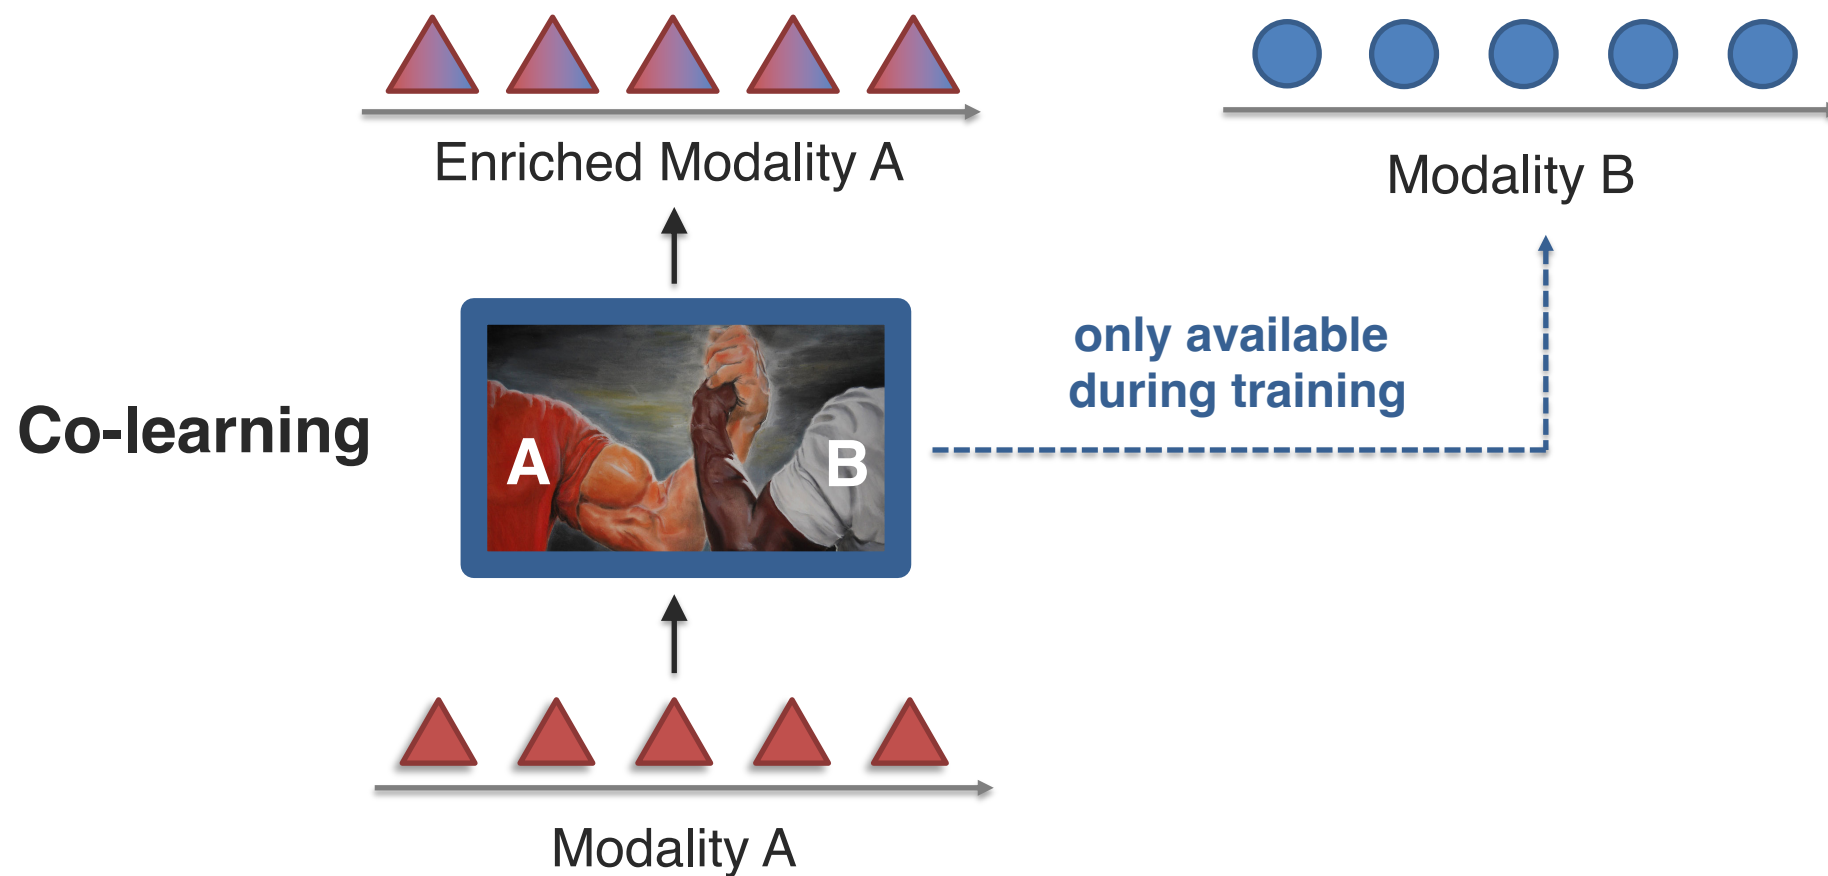 Enriched Modality A
Modality B
only available
during training
Co-learning
A
B
Modality A